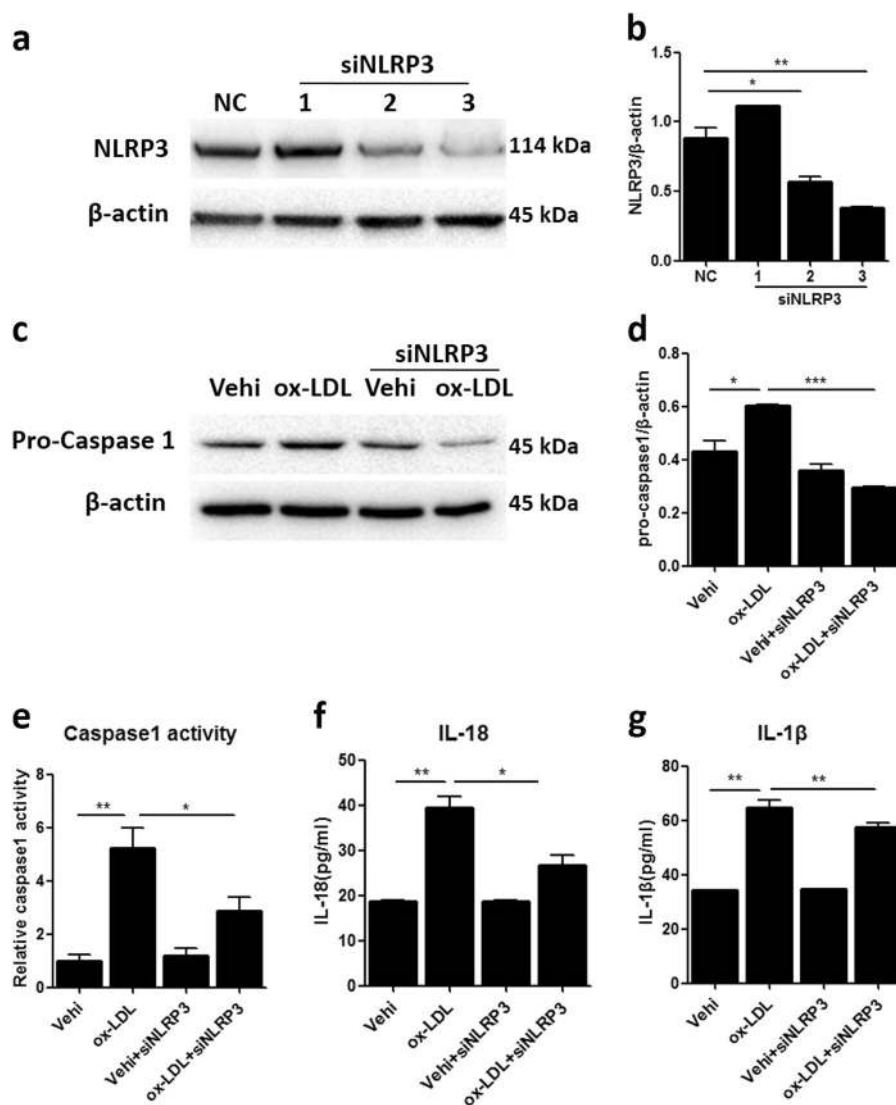 a
siNLRP3
NC 1 2 3
NLRP3 114 kDa
β-actin 45 kDa
b
NLRP3/β-actin
1.5
1.0
0.5
0.0
** 
*
NC 1 2 3
siNLRP3
c
siNLRP3
Vehi ox-LDL Vehi ox-LDL
Pro-Caspase 1 45 kDa
β-actin 45 kDa
d
pro-caspase1/β-actin
0.8
0.6
0.4
0.2
0.0
* ***
Vehi
ox-LDL
Vehi+siNLRP3
ox-LDL+siNLRP3
e
Caspase1 activity
Relative caspase1 activity
8
6
4
2
0
** *
Vehi
ox-LDL
Vehi+siNLRP3
ox-LDL+siNLRP3
f
IL-18
IL-18(pg/ml)
50
40
30
20
10
0
** *
Vehi
ox-LDL
Vehi+siNLRP3
ox-LDL+siNLRP3
g
IL-1β
IL-1β(pg/ml)
80
60
40
20
0
** **
Vehi
ox-LDL
Vehi+siNLRP3
ox-LDL+siNLRP3